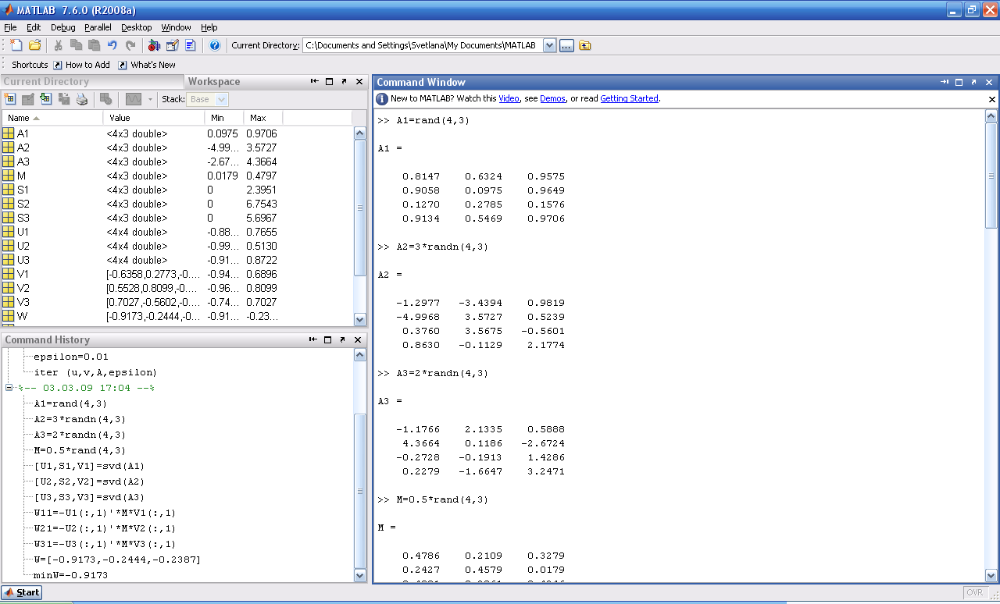 MATLAB 7.6.0 (R2008a)
File Edit Debug Parallel Desktop Window Help
Current Directory: C:\Documents and Settings\Svetlana\My Documents\MATLAB ...
Shortcuts How to Add What's New
Current Directory Workspace
Stack: Base
Name Value Min Max
A1 <4x3 double> 0.0975 0.9706
A2 <4x3 double> -4.99... 3.5727
A3 <4x3 double> -2.67... 4.3664
M <4x3 double> 0.0179 0.4797
S1 <4x3 double> 0 2.3951
S2 <4x3 double> 0 6.7543
S3 <4x3 double> 0 5.6967
U1 <4x4 double> -0.88... 0.7655
U2 <4x4 double> -0.99... 0.5130
U3 <4x4 double> -0.91... 0.8722
V1 [-0.6358,0.2773,-0.... -0.94... 0.6896
V2 [0.5528,0.8099,-0.... -0.96... 0.8099
V3 [0.7027,-0.5602,-0.... -0.74... 0.7027
W [-0.9173,-0.2444,-0... -0.91... -0.23...
Command History
epsilon=0.01
iter (u,v,A,epsilon)
%-- 03.03.09 17:04 --%
A1=rand(4,3)
A2=3*randn(4,3)
A3=2*randn(4,3)
M=0.5*rand(4,3)
[U1,S1,V1]=svd(A1)
[U2,S2,V2]=svd(A2)
[U3,S3,V3]=svd(A3)
W11=-U1(:,1)'*M*V1(:,1)
W21=-U2(:,1)'*M*V2(:,1)
W31=-U3(:,1)'*M*V3(:,1)
W=[-0.9173,-0.2444,-0.2387]
minW=-0.9173
Command Window
New to MATLAB? Watch this Video, see Demos, or read Getting Started.
>> A1=rand(4,3)
A1 =
0.8147 0.6324 0.9575
0.9058 0.0975 0.9649
0.1270 0.2785 0.1576
0.9134 0.5469 0.9706
>> A2=3*randn(4,3)
A2 =
-1.2977 -3.4394 0.9819
-4.9968 3.5727 0.5239
0.3760 3.5675 -0.5601
0.8630 -0.1129 2.1774
>> A3=2*randn(4,3)
A3 =
-1.1766 2.1335 0.5888
4.3664 0.1186 -2.6724
-0.2728 -0.1913 1.4286
0.2279 -1.6647 3.2471
>> M=0.5*rand(4,3)
M =
0.4786 0.2109 0.3279
0.2427 0.4579 0.0179
Start
OVR